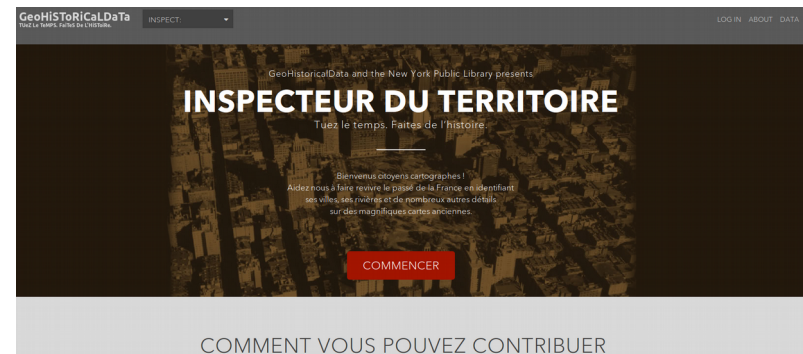 GeoHiSToRiCaLDaTa
TUeZ Le TeMPS. FaiTeS De L'HiSToiRe.
INSPECT:
LOG IN ABOUT DATA
GeoHistoricalData and the New York Public Library presents
INSPECTEUR DU TERRITOIRE
Tuez le temps. Faites de l'histoire.
Bienvenus citoyens cartographes !
Aidez nous à faire revivre le passé de la France en identifiant
ses villes, ses rivières et de nombreux autres détails
sur des magnifiques cartes anciennes.
COMMENCER
COMMENT VOUS POUVEZ CONTRIBUER